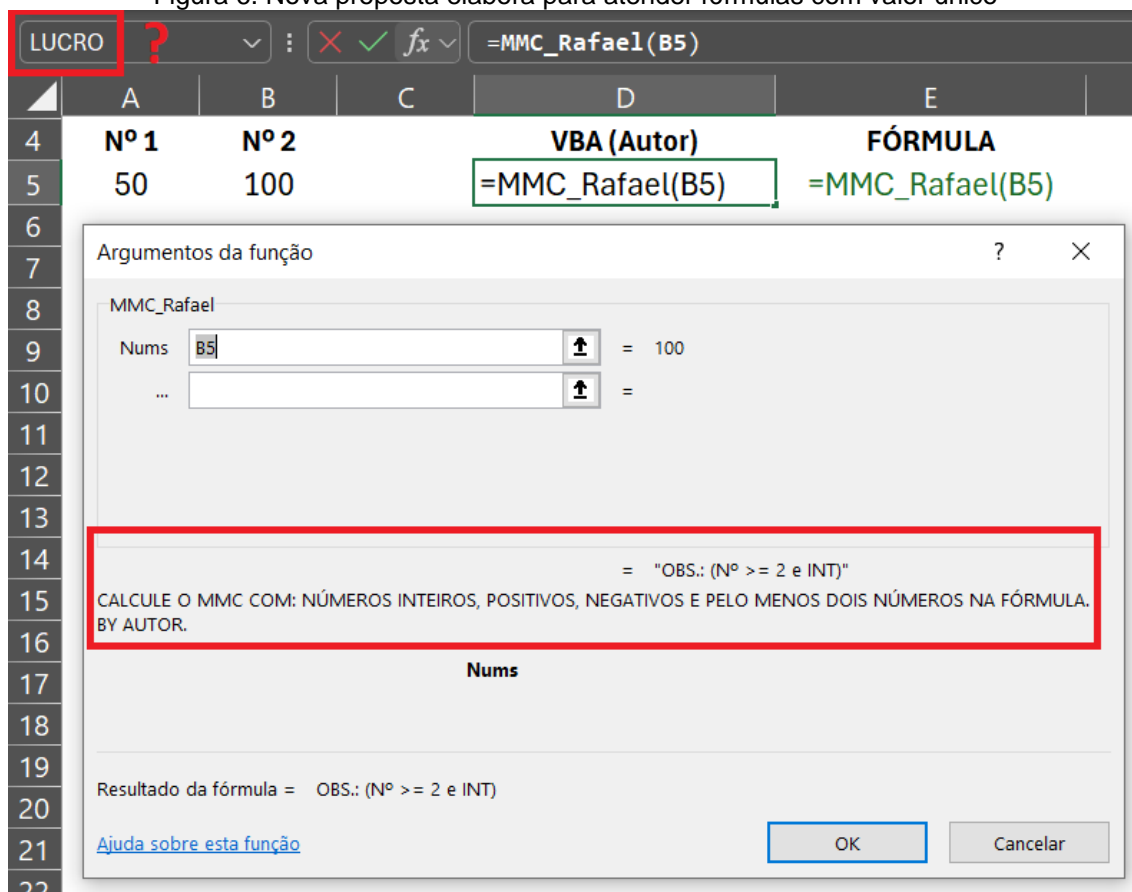 Figura 6. Nova proposta elabora para atender fórmulas com valor único
LUCRO ? fx =MMC_Rafael(B5)
A B C D E
4 Nº 1 Nº 2 VBA (Autor) FÓRMULA
5 50 100 =MMC_Rafael(B5) =MMC_Rafael(B5)
6
7 Argumentos da função ? X
8 MMC_Rafael
9 Nums B5 = 100
10 ... =
11
12
13
14 = "OBS.: (Nº >= 2 e INT)"
15 CALCULE O MMC COM: NÚMEROS INTEIROS, POSITIVOS, NEGATIVOS E PELO MENOS DOIS NÚMEROS NA FÓRMULA.
16 BY AUTOR.
17 Nums
18
19
20 Resultado da fórmula = OBS.: (Nº >= 2 e INT)
21 Ajuda sobre esta função OK Cancelar
22